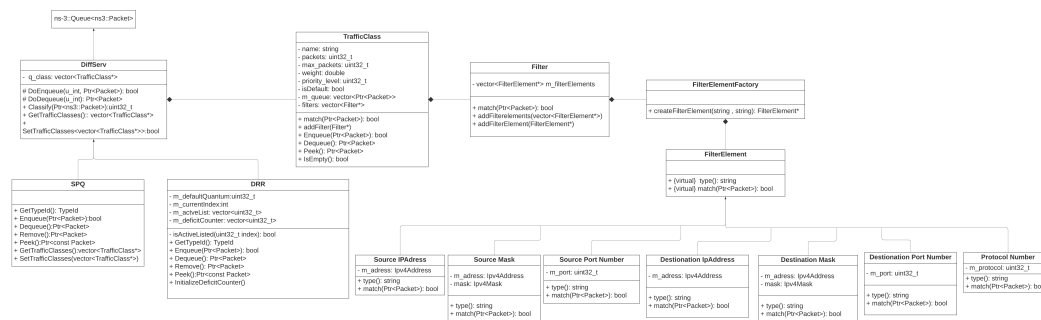 ns-3::Queue<ns3::Packet>
DiffServ
- q_class: vector<TrafficClass*>
# DoEnqueue(u_int, Ptr<Packet>): bool
# DoDequeue(u_int): Ptr<Packet>
+ Classify(Ptr<ns3::Packet>):uint32_t
+ GetTrafficClases():: vector<TrafficClass*>
+
SetTrafficClasses<vector<TrafficClass*>>:bool
TrafficClass
- name: string
- packets: uint32_t
- max_packets: uint32_t
- weight: double
- priority_level: uint32_t
- isDefault: bool
- m_queue: vector<Ptr<Packet>>
- filters: vector<Filter*>
+ match(Ptr<Packet>): bool
+ addFilter(Filter*)
+ Enqueue(Ptr<Packet>): bool
+ Dequeue(): Ptr<Packet>
+ Peek(): Ptr<Packet>
+ IsEmpty(): bool
Filter
- vector<FilterElement*> m_filterElements
+ match(Ptr<Packet>): bool
+ addFilterelements(vector<FilterElement*>)
+ addFilterElement(FilterElement*)
FilterElementFactory
+ createFilterElement(string , string): FilterElement*
FilterElement
+ {virtual} type(): string
+ {virtual} match(Ptr<Packet>): bool
SPQ
+ GetTypeId(): TypeId
+ Enqueue(Ptr<Packet>):bool
+ Dequeue():Ptr<Packet>
+ Remove():Ptr<Packet>
+ Peek():Ptr<const Packet>
+ GetTrafficClasses():vector<TrafficClass*>
+ SetTrafficClasses(vector<TrafficClass*>)
DRR
- m_defaultQuantum:uint32_t
- m_currentIndex:int
- m_actveList: vector<uint32_t>
- m_deficitCounter: vector<uint32_t>
- isActiveListed(uint32_t index); bool
+ GetTypeId(): TypeId
+ Enqueue(Ptr<Packet>): bool
+ Dequeue(): Ptr<Packet>
+ Remove(): Ptr<Packet>
+ Peek():Ptr<const Packet>
+ InitializeDeficitCounter()
Source IPAdress
- m_adress: Ipv4Address
+ type(): string
+ match(Ptr<Packet>): bool
Source Mask
- m_adress: Ipv4Address
- mask: Ipv4Mask
+ type(): string
+ match(Ptr<Packet>): bool
Source Port Number
- m_port: uint32_t
+ type(): string
+ match(Ptr<Packet>): bool
Destination IpAddress
- m_adress: Ipv4Address
+ type(): string
+ match(Ptr<Packet>): bool
Destination Mask
- m_adress: Ipv4Address
- mask: Ipv4Mask
+ type(): string
+ match(Ptr<Packet>): bool
Destination Port Number
- m_port: uint32_t
+ type(): string
+ match(Ptr<Packet>): bool
Protocol Number
- m_protocol: uint32_t
+ type(): string
+ match(Ptr<Packet>): boo